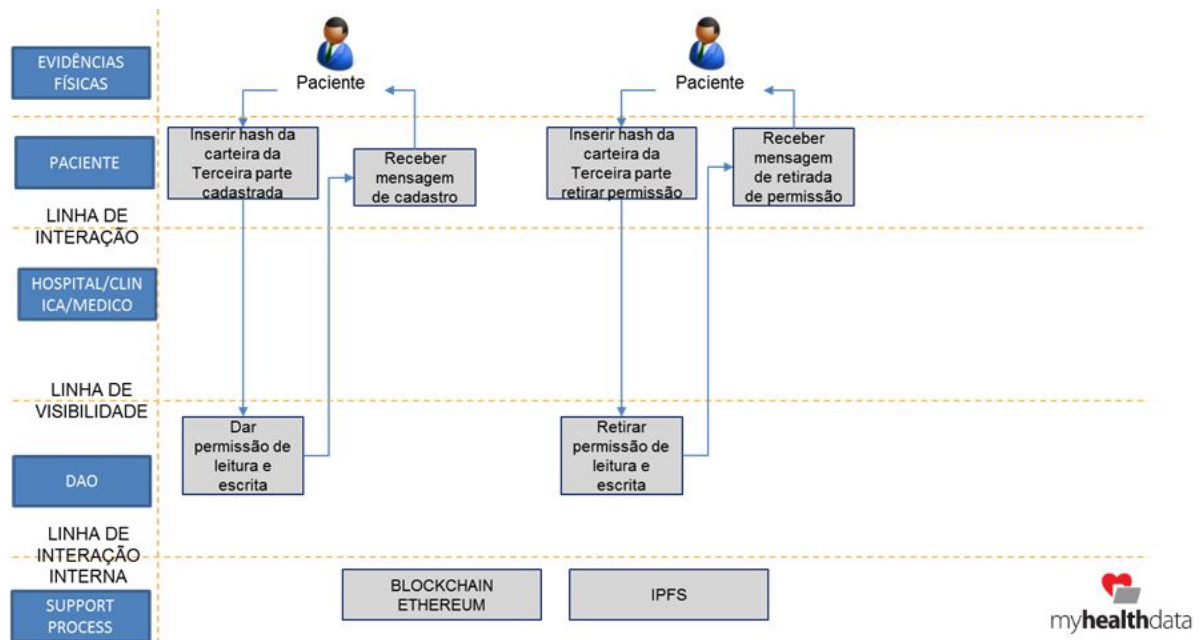 EVIDÊNCIAS
FÍSICAS
Paciente
Paciente
PACIENTE
Inserir hash da
carteira da
Terceira parte
cadastrada
Receber
mensagem
de cadastro
Inserir hash da
carteira da
Terceira parte
retirar permissão
Receber
mensagem
de retirada
de permissão
LINHA DE
INTERAÇÃO
HOSPITAL/CLIN
ICA/MEDICO
LINHA DE
VISIBILIDADE
DAO
Dar
permissão de
leitura e
escrita
Retirar
permissão de
leitura e
escrita
LINHA DE
INTERAÇÃO
INTERNA
SUPPORT
PROCESS
BLOCKCHAIN
ETHEREUM
IPFS
myhealthdata